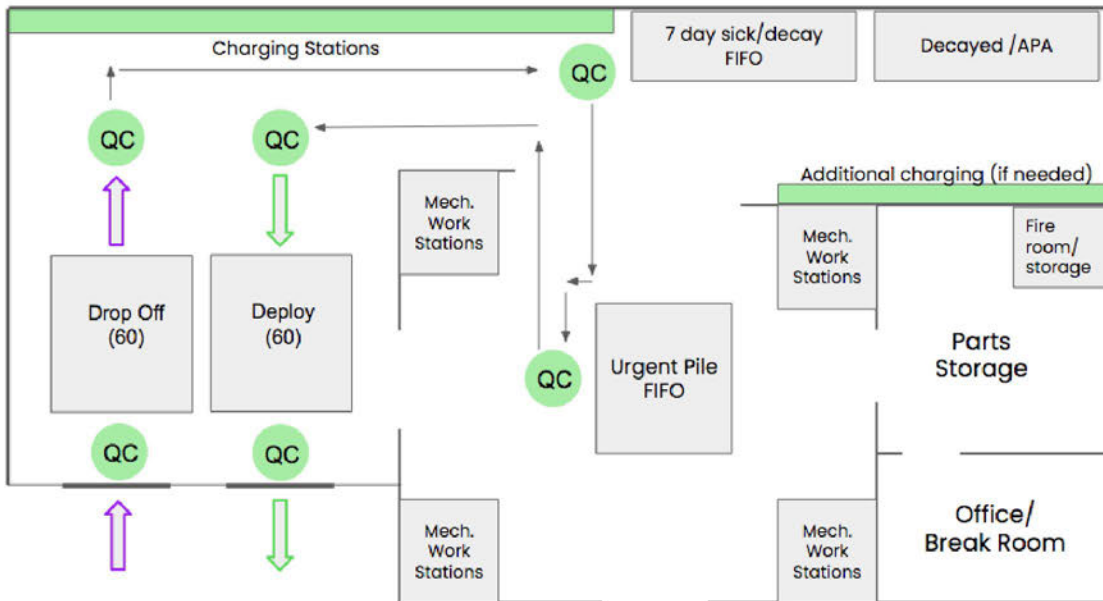 Charging Stations
QC
7 day sick/decay
FIFO
Decayed /APA
QC
QC
Additional charging (if needed)
Mech.
Work
Stations
Mech.
Work
Stations
Fire
room/
storage
Drop Off
(60)
Deploy
(60)
Urgent Pile
FIFO
Parts
Storage
QC
QC
QC
Mech.
Work
Stations
Mech.
Work
Stations
Office/
Break Room